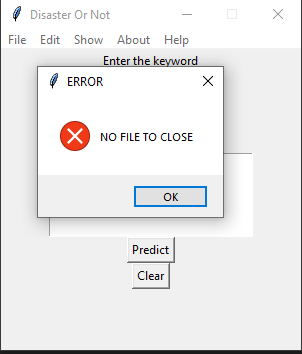 Disaster Or Not
File Edit Show About Help
Enter the keyword
ERROR
NO FILE TO CLOSE
OK
Predict
Clear